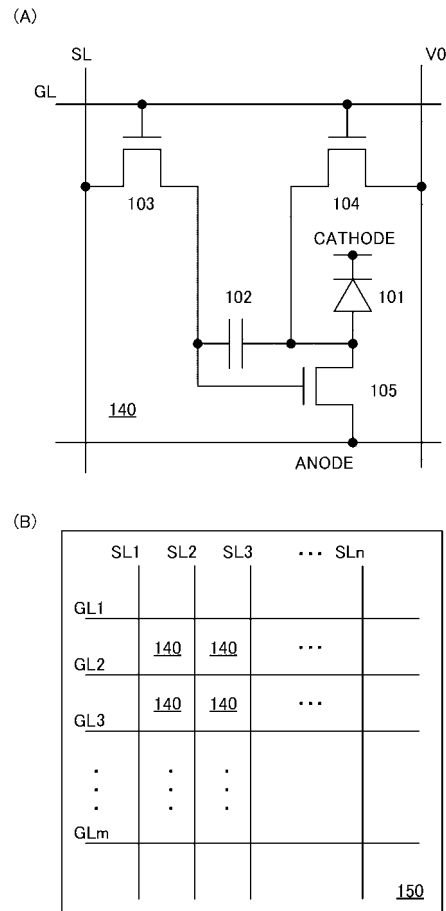 (A)
SL
V0
GL
103
104
CATHODE
102
101
105
140
ANODE
(B)
SL1 SL2 SL3 ... SLn
GL1
140 140 ...
GL2
140 140 ...
GL3
GLm
150